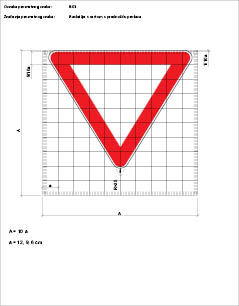 Oznaka prometnog znaka: B01
Značenje prometnog znaka: Raskrižje s cestom s prednošću prolaza
A
a
A
A = 10 a
a = 12, 9, 6 cm